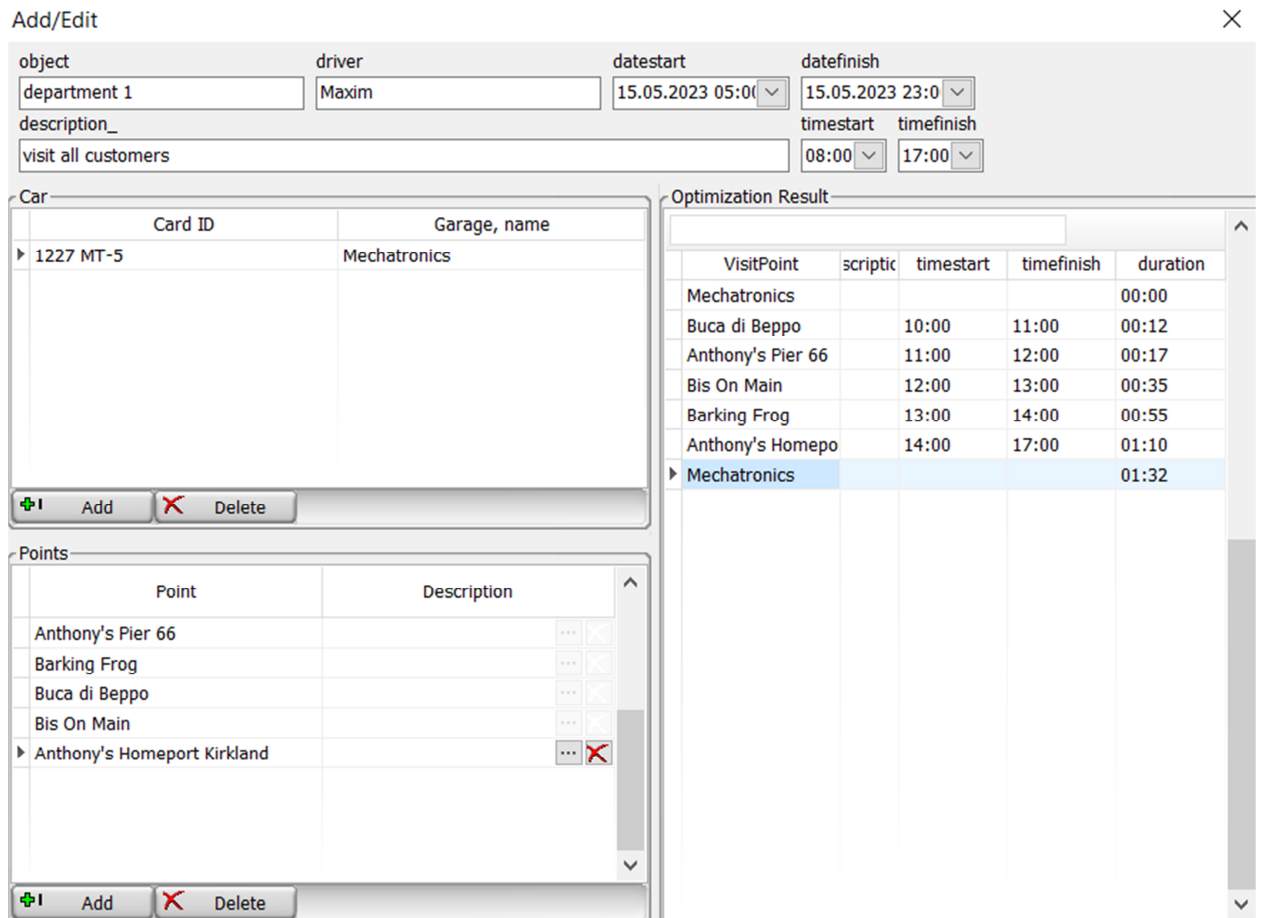 Add/Edit
object driver datestart datefinish
department 1 Maxim 15.05.2023 05:0( 15.05.2023 23:0
description_ timestart timefinish
visit all customers 08:00 17:00
Car
Card ID Garage, name
1227 MT-5 Mechatronics
Add Delete
Points
Point Description
Anthony's Pier 66
Barking Frog
Buca di Beppo
Bis On Main
Anthony's Homeport Kirkland
Add Delete
Optimization Result
VisitPoint scriptic timestart timefinish duration
Mechatronics 00:00
Buca di Beppo 10:00 11:00 00:12
Anthony's Pier 66 11:00 12:00 00:17
Bis On Main 12:00 13:00 00:35
Barking Frog 13:00 14:00 00:55
Anthony's Homepo 14:00 17:00 01:10
Mechatronics 01:32